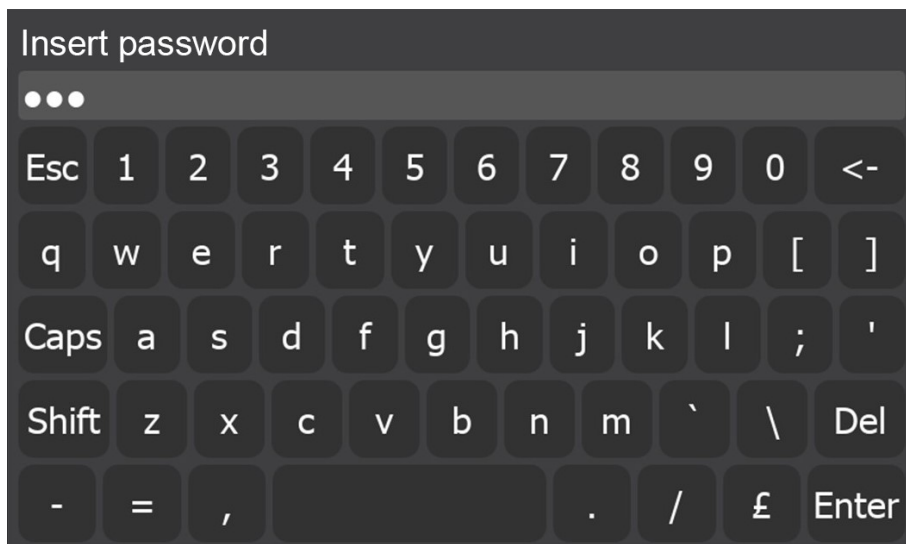 Insert password
●●●
Esc 1 2 3 4 5 6 7 8 9 0 <-
q w e r t y u i o p [ ]
Caps a s d f g h j k l ; '
Shift z x c v b n m ` \ Del
- = , . / £ Enter